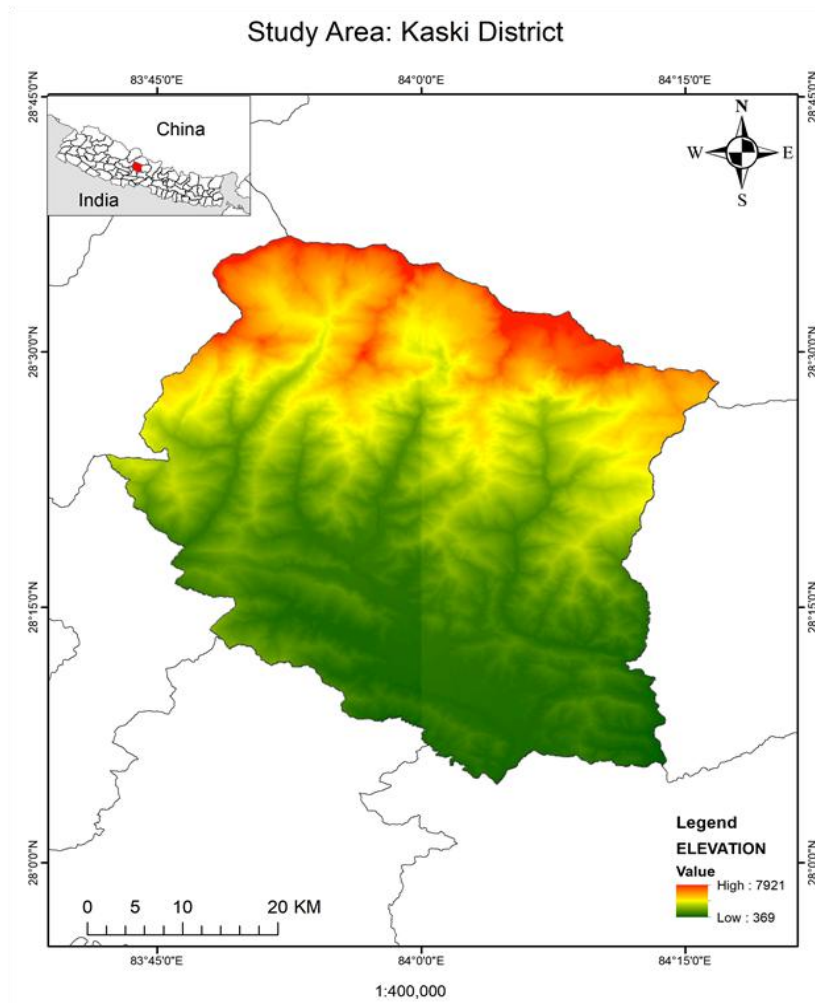 Study Area: Kaski District
83°45'0"E 84°0'0"E 84°15'0"E
28°45'0"N 28°45'0"N
China
India
N
W E
S
28°30'0"N 28°30'0"N
28°15'0"N 28°15'0"N
28°0'0"N 28°0'0"N
Legend
ELEVATION
Value
High : 7921
Low : 369
0 5 10 20 KM
83°45'0"E 84°0'0"E 84°15'0"E
1:400,000